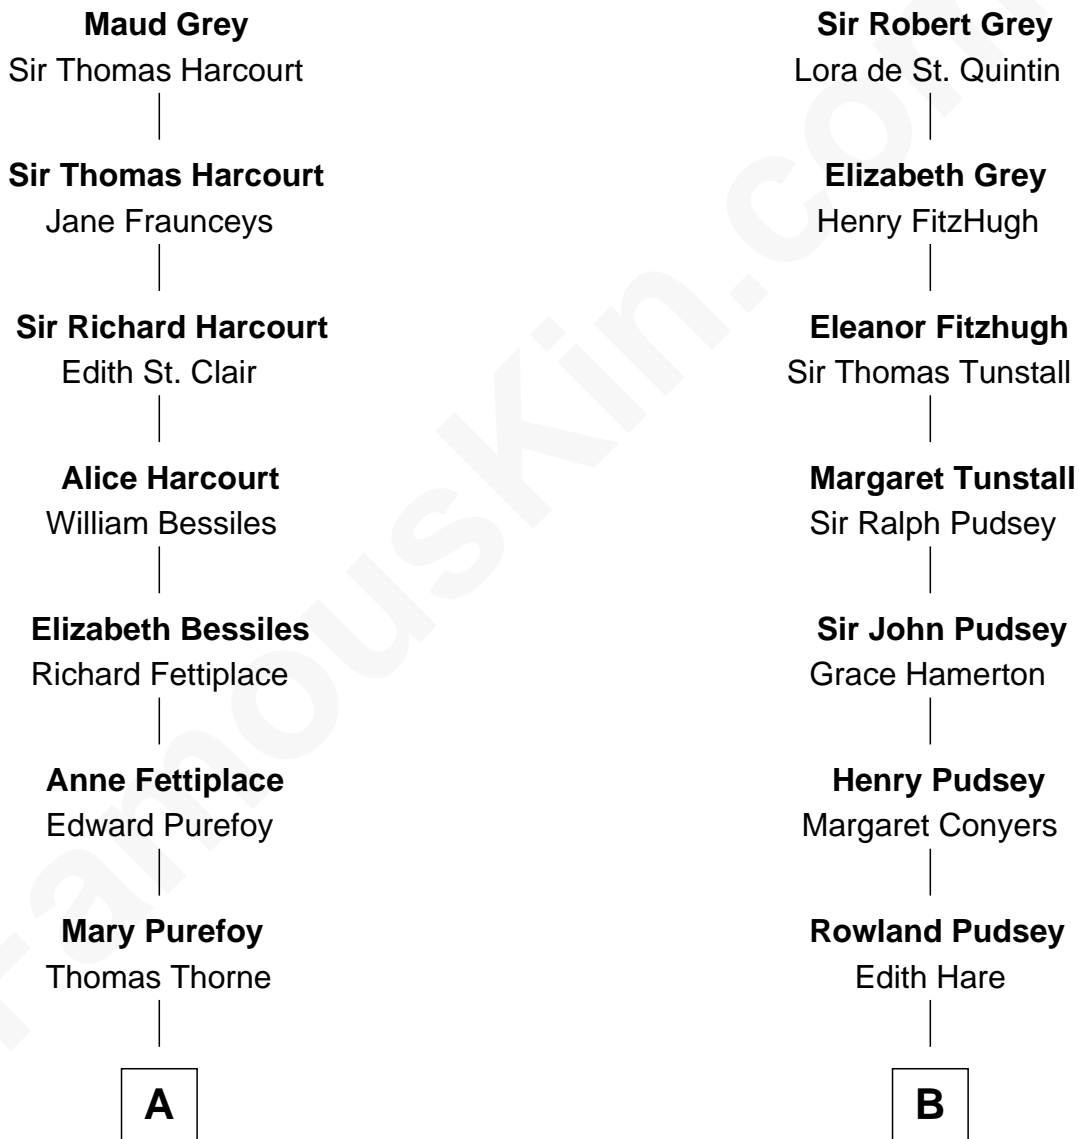 Maud Grey
Sir Thomas Harcourt
Sir Thomas Harcourt
Jane Fraunceys
Sir Richard Harcourt
Edith St. Clair
Alice Harcourt
William Bessiles
Elizabeth Bessiles
Richard Fettiplace
Anne Fettiplace
Edward Purefoy
Mary Purefoy
Thomas Thorne
A
Sir Robert Grey
Lora de St. Quintin
Elizabeth Grey
Henry FitzHugh
Eleanor Fitzhugh
Sir Thomas Tunstall
Margaret Tunstall
Sir Ralph Pudsey
Sir John Pudsey
Grace Hamerton
Henry Pudsey
Margaret Conyers
Rowland Pudsey
Edith Hare
B
FamousKin.com